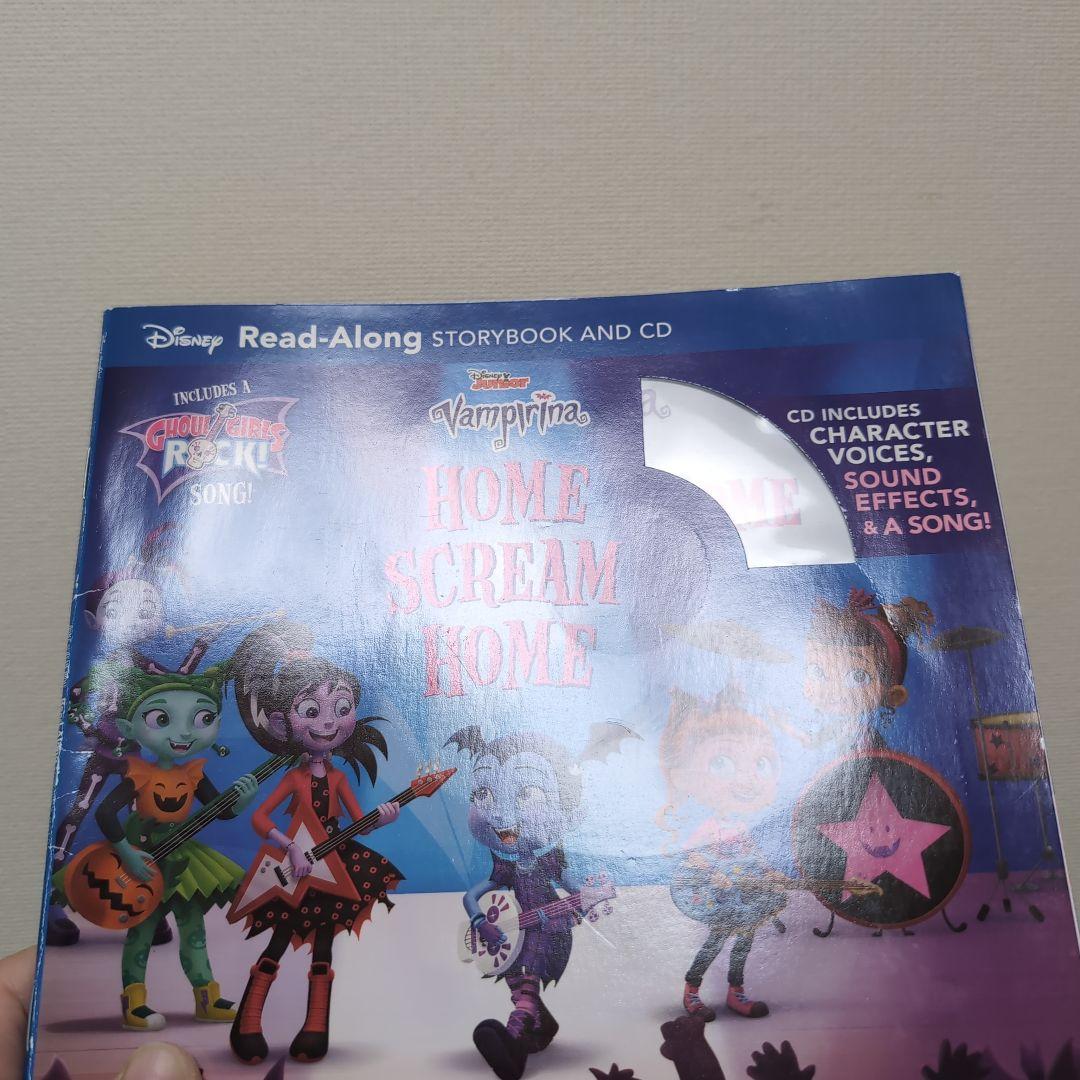 Disney Read-Along STORYBOOK AND CD
INCLUDES A
GHOUL GIRLS
ROCK!
SONG!
Disney
Junior
Vampirina
HOME
SCREAM
HOME
a
ME
CD INCLUDES
CHARACTER
VOICES,
SOUND
EFFECTS,
& A SONG!